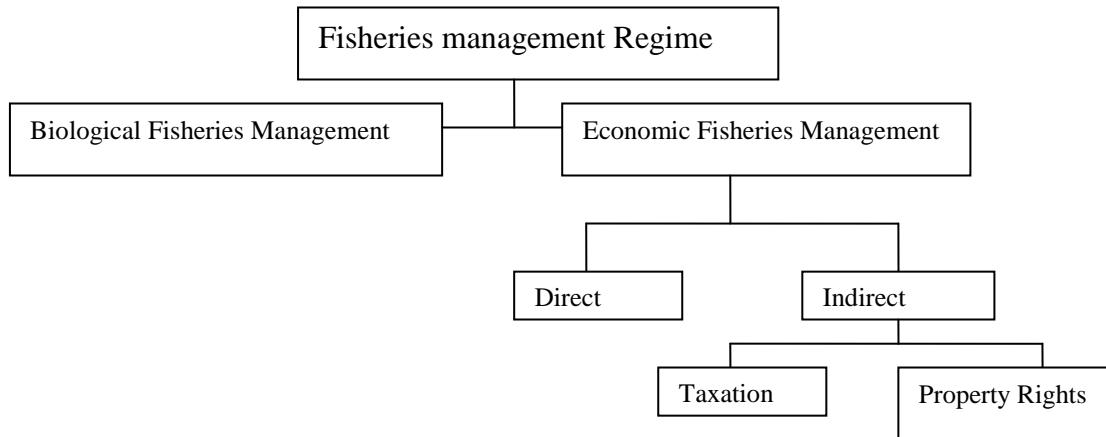 Fisheries management Regime
Biological Fisheries Management
Economic Fisheries Management
Direct
Indirect
Taxation
Property Rights